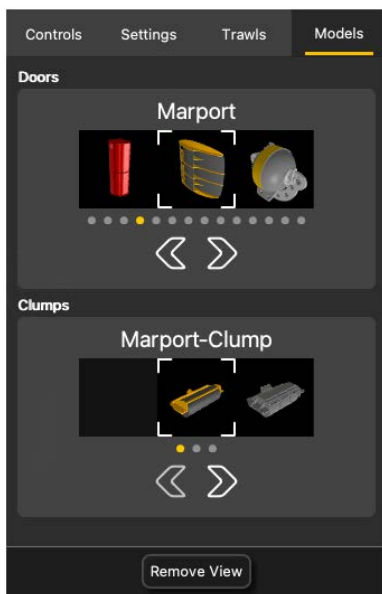 Controls Settings Trawls Models
Doors
Marport
Clumps
Marport-Clump
Remove View